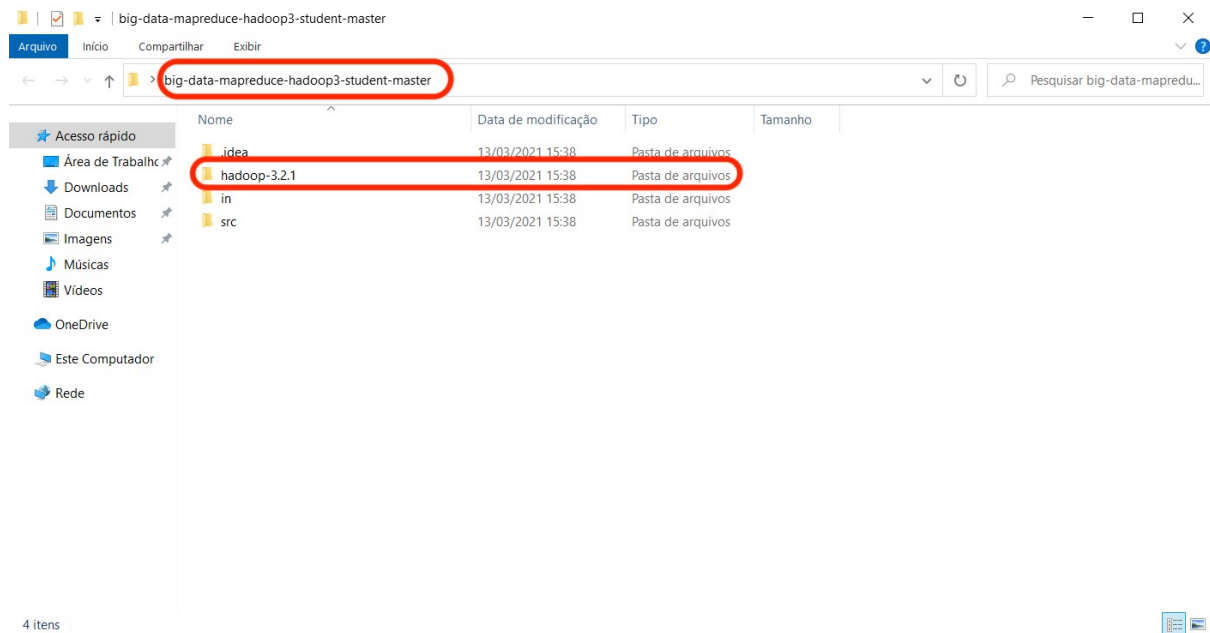 big-data-mapreduce-hadoop3-student-master
Arquivo Início Compartilhar Exibir
big-data-mapreduce-hadoop3-student-master Pesquisar big-data-mapredu...
Nome Data de modificação Tipo Tamanho
Acesso rápido
Área de Trabalho
Downloads
Documentos
Imagens
Músicas
Vídeos
OneDrive
Este Computador
Rede
.idea 13/03/2021 15:38 Pasta de arquivos
hadoop-3.2.1 13/03/2021 15:38 Pasta de arquivos
in 13/03/2021 15:38 Pasta de arquivos
src 13/03/2021 15:38 Pasta de arquivos
4 itens